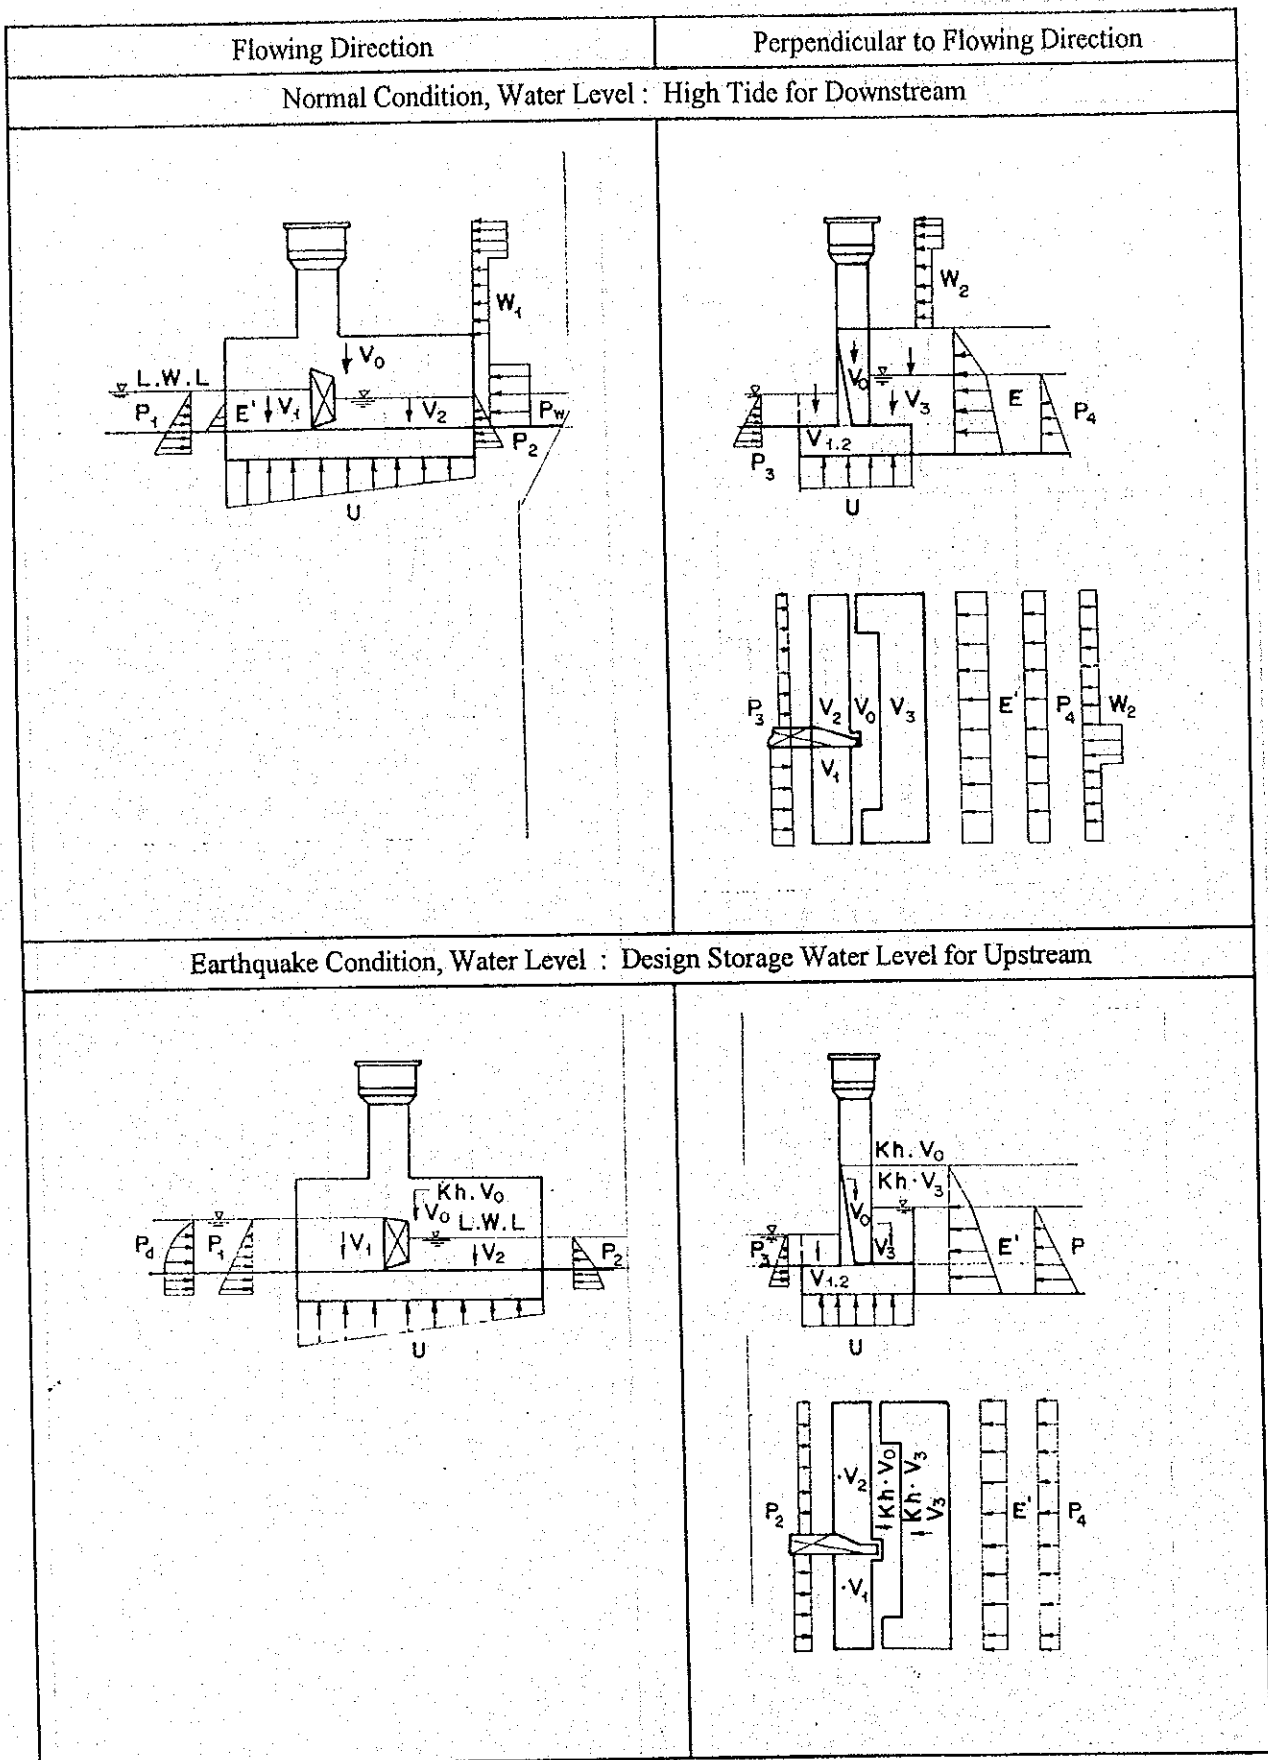 Flowing Direction
Perpendicular to Flowing Direction
Normal Condition, Water Level : High Tide for Downstream
W₁
V₀
L.W.L
P₁
E'
V₁
V₂
P_W
P₂
U
W₂
V₀
V₃
E
P₄
V₁.₂
P₃
U
P₃
V₂
V₀
V₃
E'
P₄
W₂
V₁
Earthquake Condition, Water Level : Design Storage Water Level for Upstream
Kh. V₀
V₀
L.W.L
P_d
P₁
V₁
V₂
P₂
U
Kh. V₀
Kh · V₃
V₀
P₃
V₃
E'
P
V₁.₂
U
P₂
·V₂
Kh · V₀
Kh · V₃
V₃
E'
P₄
·V₁